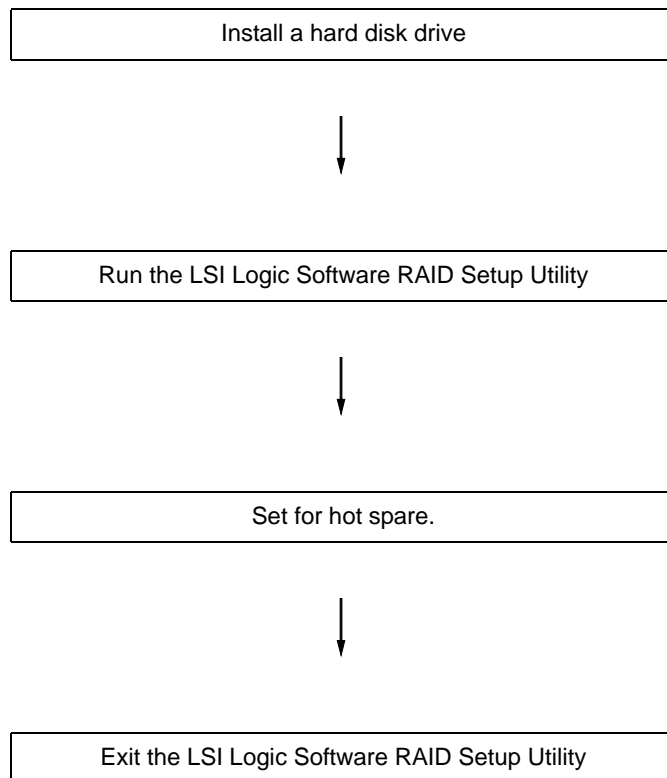 Install a hard disk drive
Run the LSI Logic Software RAID Setup Utility
Set for hot spare.
Exit the LSI Logic Software RAID Setup Utility